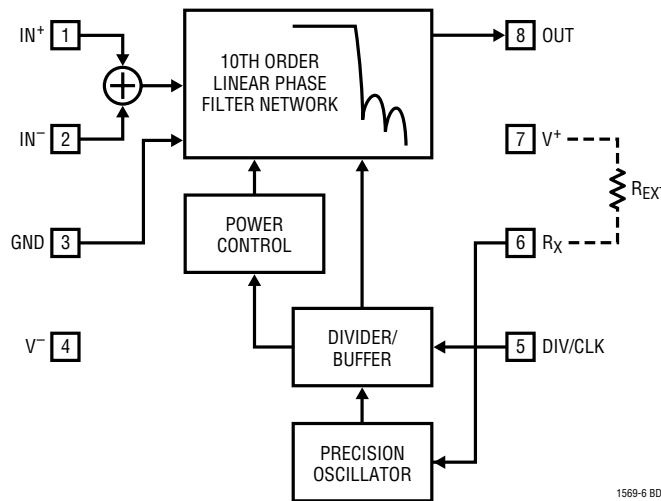 IN+ 1
IN− 2
GND 3
V− 4
10TH ORDER
LINEAR PHASE
FILTER NETWORK
POWER
CONTROL
DIVIDER/
BUFFER
PRECISION
OSCILLATOR
8 OUT
7 V+
REXT
6 RX
5 DIV/CLK
1569-6 BD